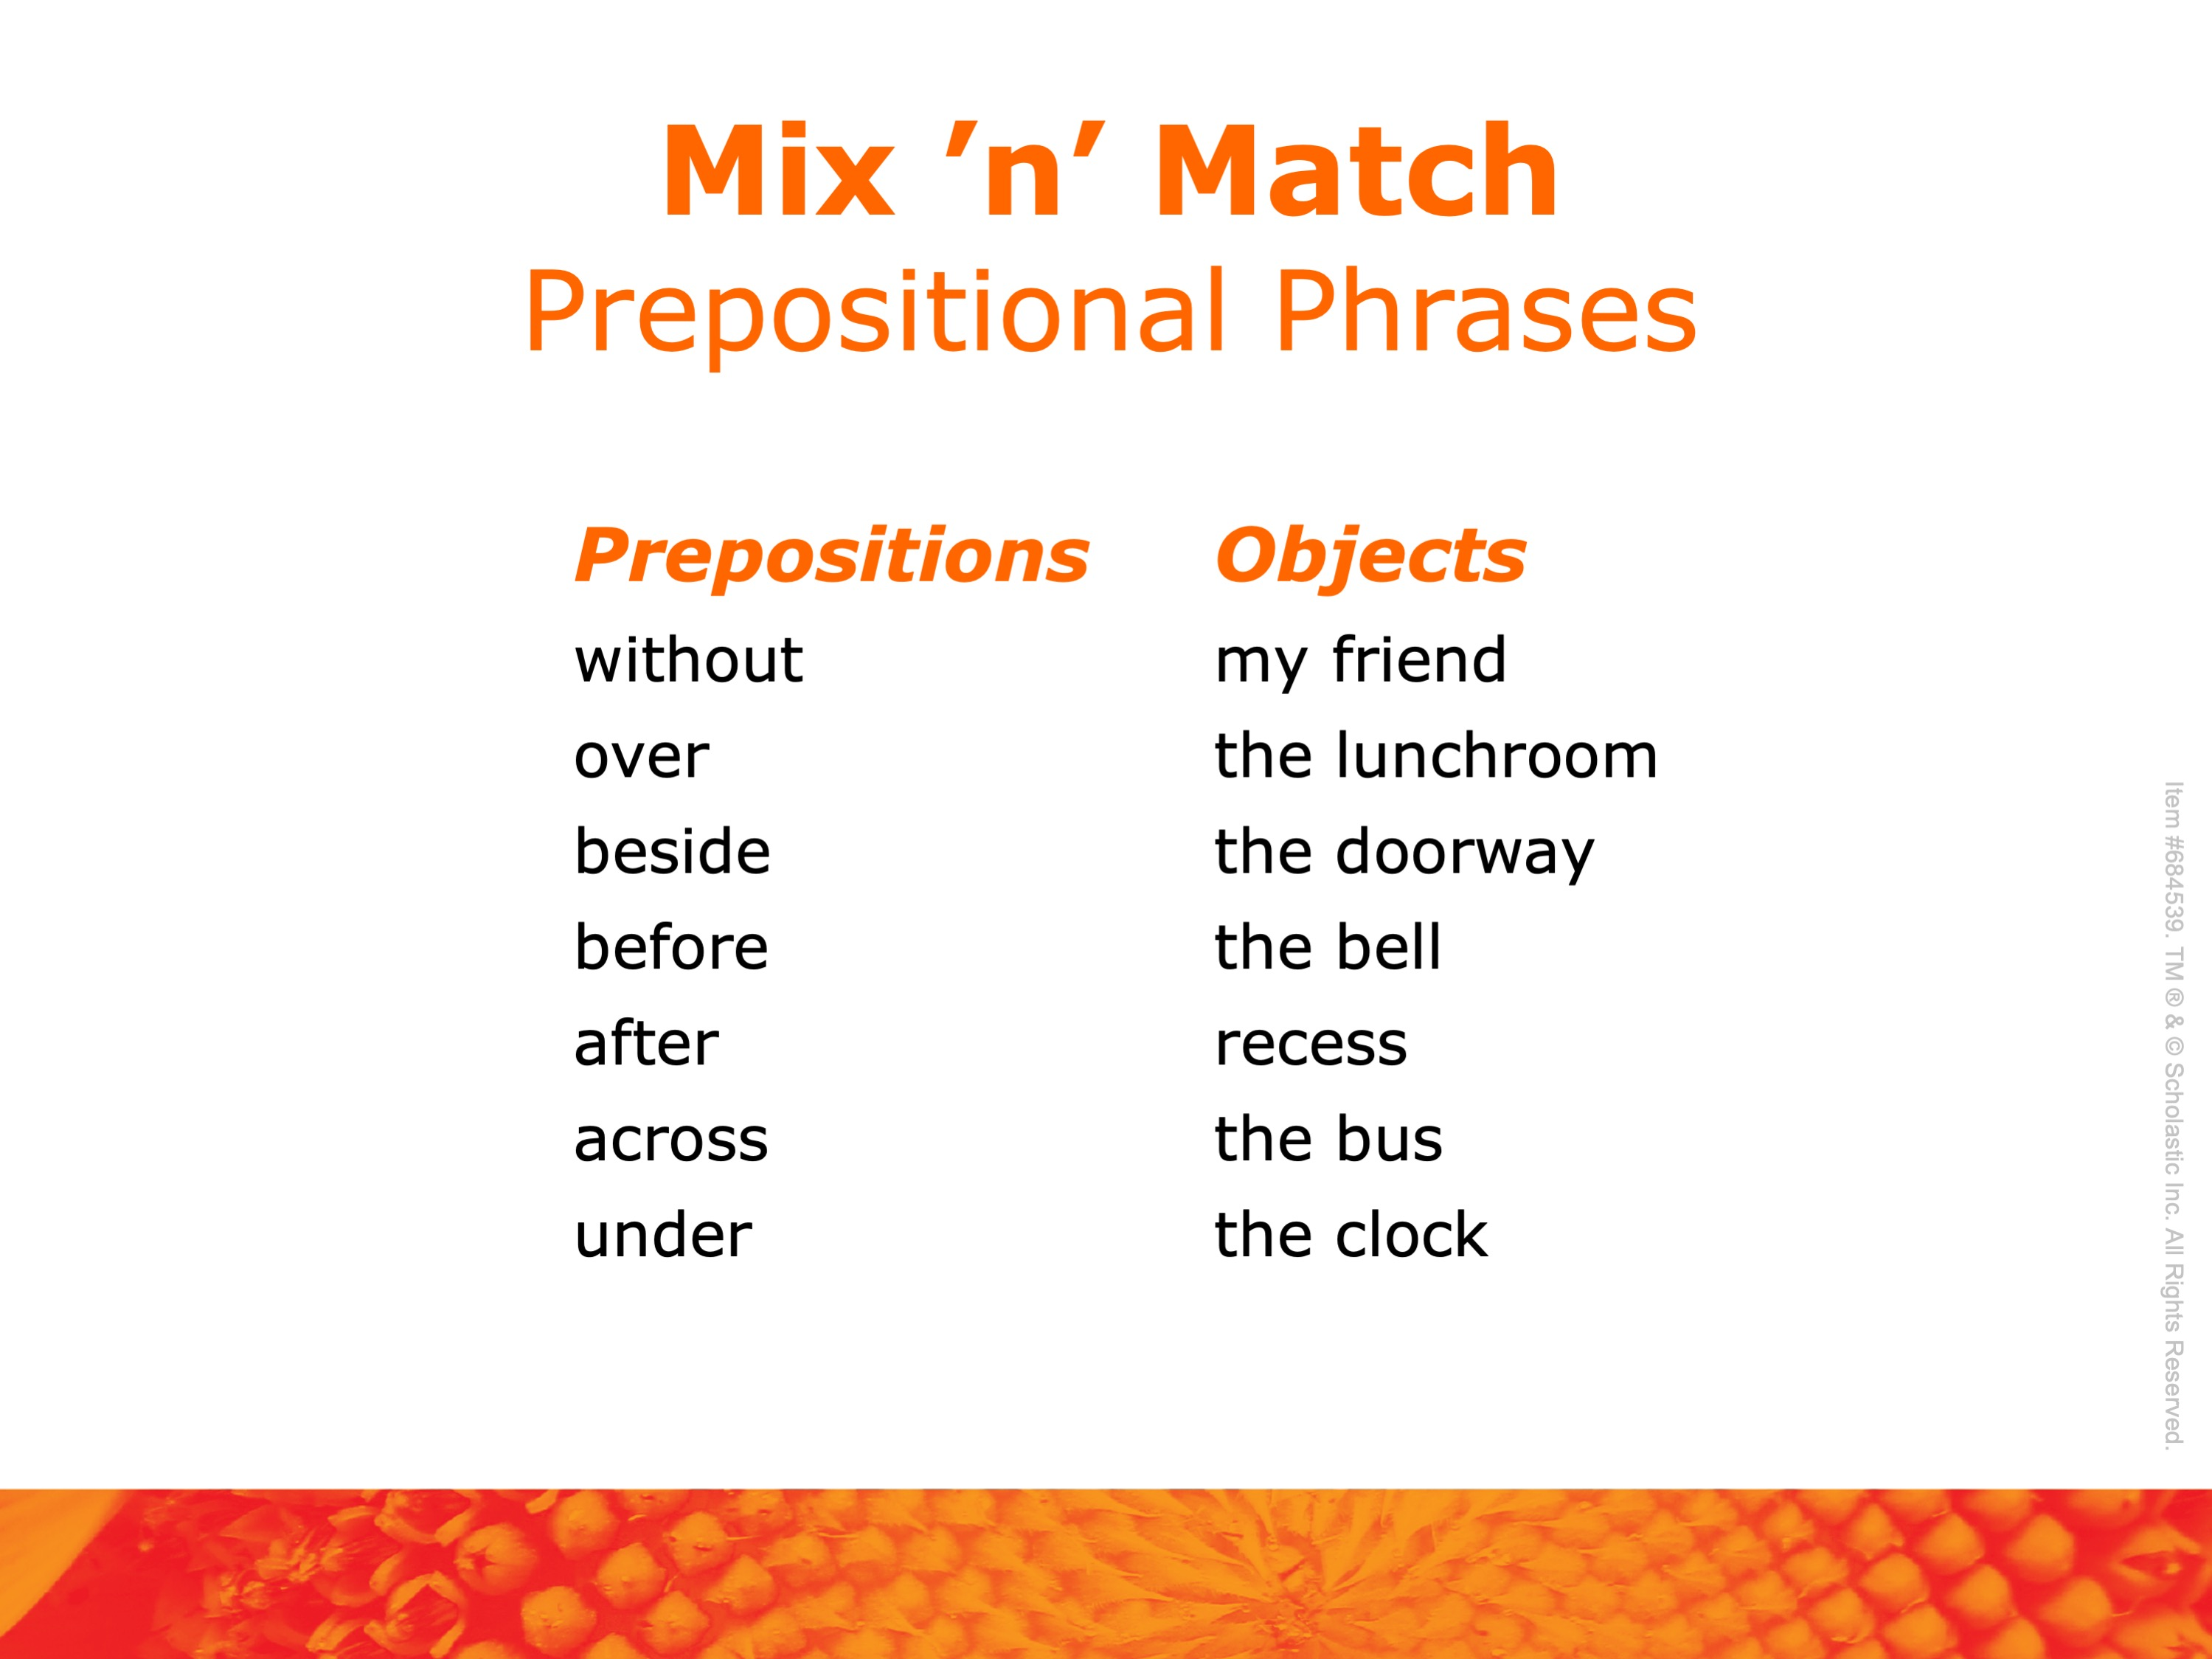 Mix ’n’ Match
Prepositional Phrases
Prepositions Objects
without my friend
over the lunchroom
beside the doorway
before the bell
after recess
across the bus
under the clock
Item #684539. TM ® & © Scholastic Inc. All Rights Reserved.